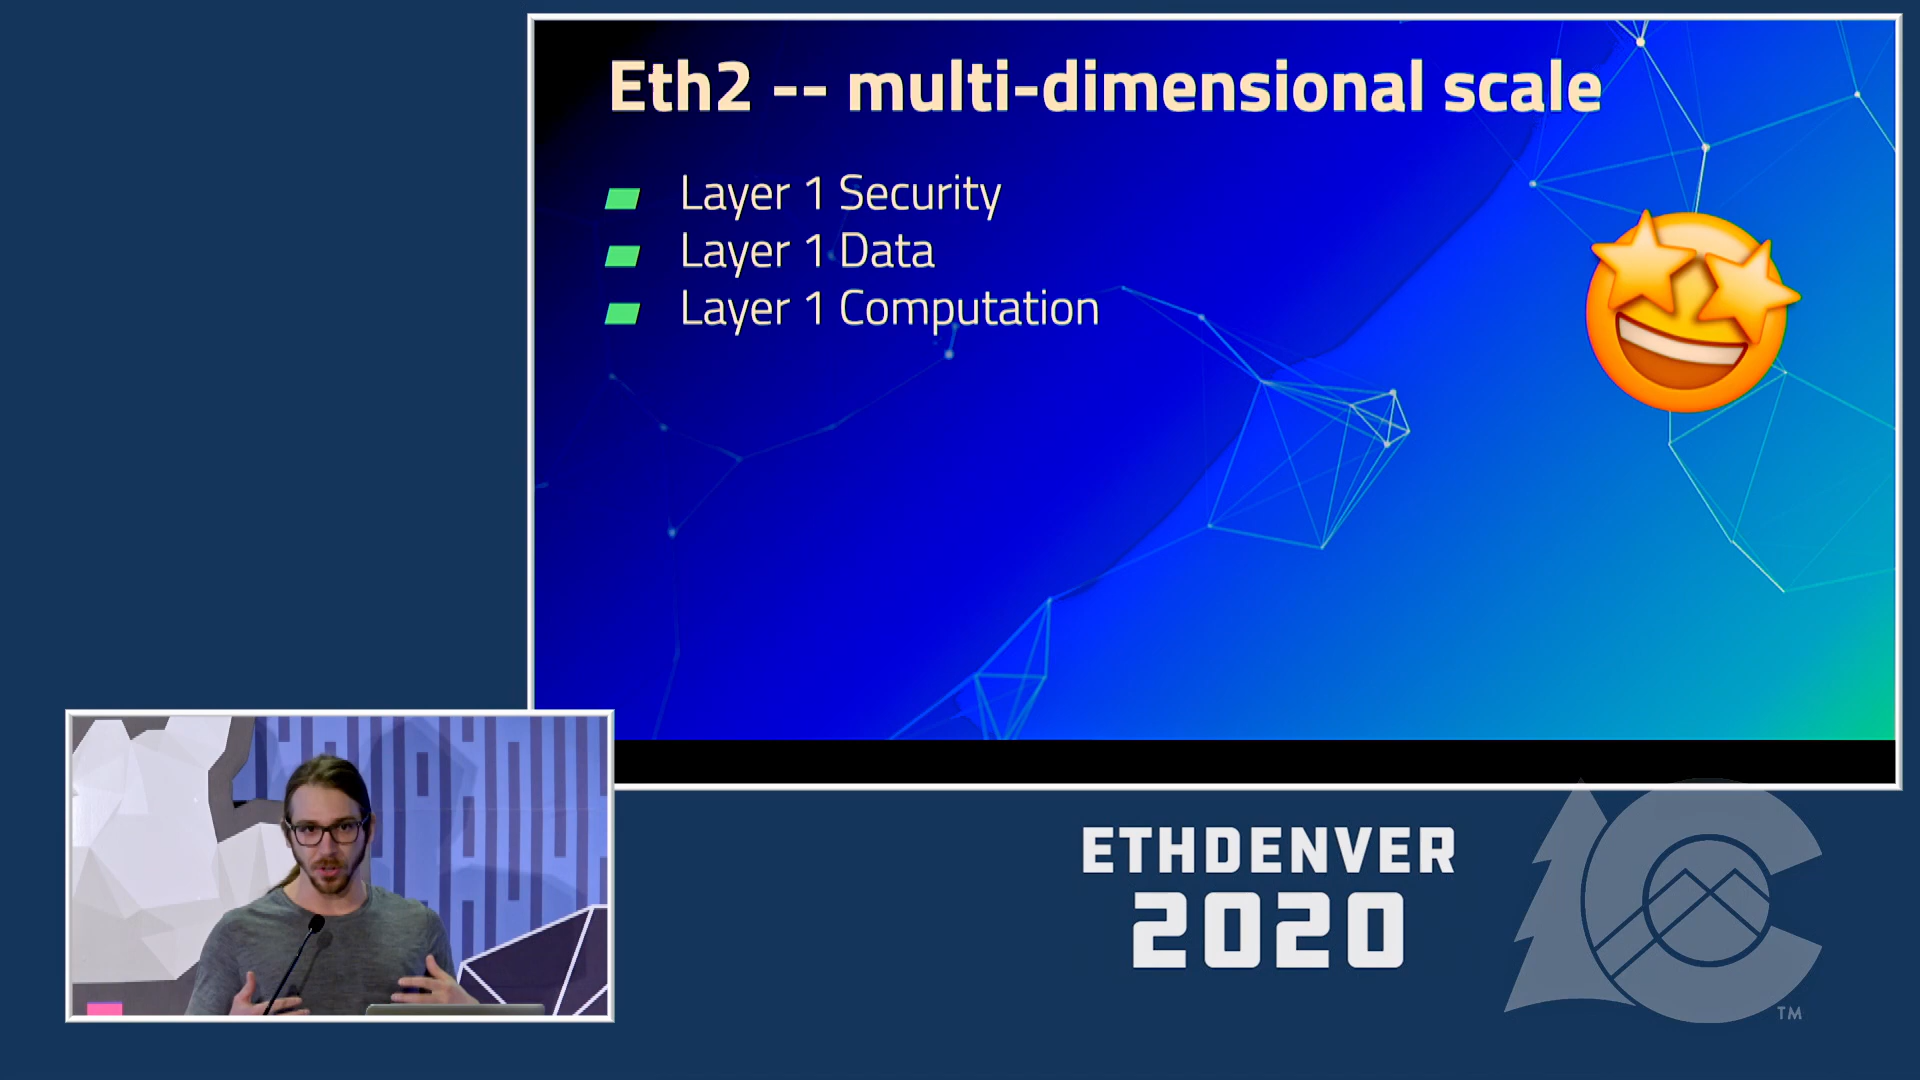 Eth2 -- multi-dimensional scale
Layer 1 Security
Layer 1 Data
Layer 1 Computation
ETHDENVER
2020
TM